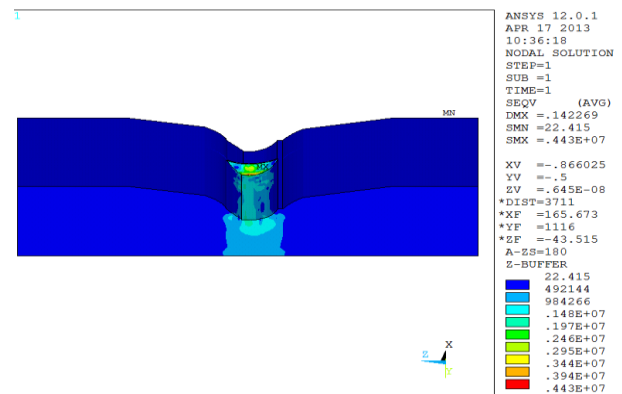 1
ANSYS 12.0.1
APR 17 2013
10:36:18
NODAL SOLUTION
STEP=1
SUB =1
TIME=1
SEQV (AVG)
DMX =.142269
SMN =22.415
SMX =.443E+07
XV =-.866025
YV =-.5
ZV =.645E-08
*DIST=3711
*XF =165.673
*YF =1116
*ZF =-43.515
A-ZS=180
Z-BUFFER
22.415
492144
984266
.148E+07
.197E+07
.246E+07
.295E+07
.344E+07
.394E+07
.443E+07
MN
X
Z
Y